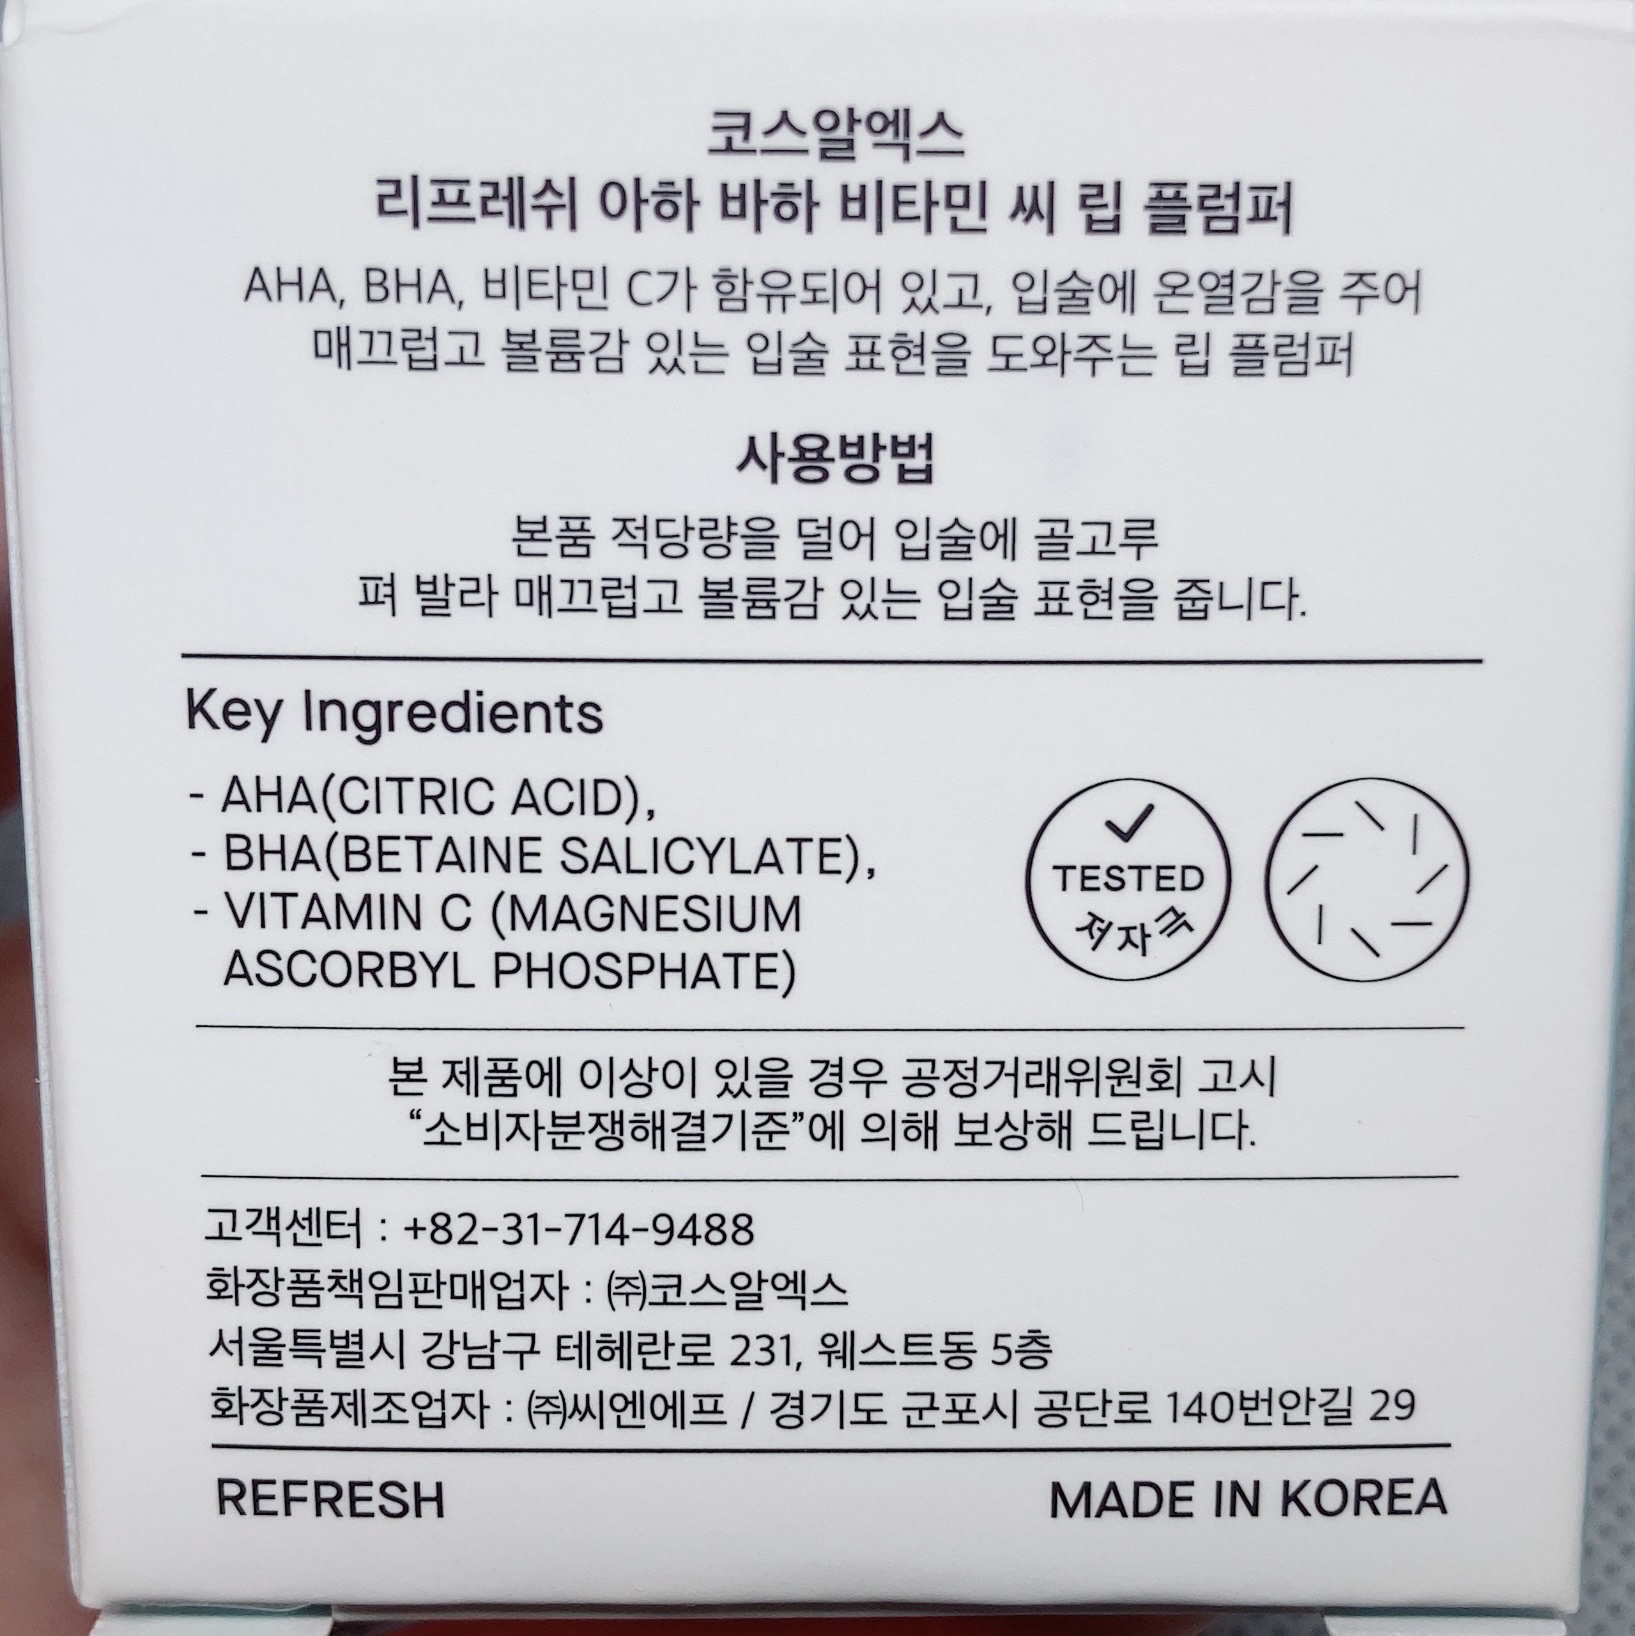 코스알엑스
리프레쉬 아하 바하 비타민 씨 립 플럼퍼
AHA, BHA, 비타민 C가 함유되어 있고, 입술에 온열감을 주어
매끄럽고 볼륨감 있는 입술 표현을 도와주는 립 플럼퍼
사용방법
본품 적당량을 덜어 입술에 골고루
펴 발라 매끄럽고 볼륨감 있는 입술 표현을 줍니다.
Key Ingredients
- AHA(CITRIC ACID),
- BHA(BETAINE SALICYLATE),
- VITAMIN C (MAGNESIUM
ASCORBYL PHOSPHATE)
TESTED
저자극
본 제품에 이상이 있을 경우 공정거래위원회 고시
“소비자분쟁해결기준”에 의해 보상해 드립니다.
고객센터 : +82-31-714-9488
화장품책임판매업자 : ㈜코스알엑스
서울특별시 강남구 테헤란로 231, 웨스트동 5층
화장품제조업자 : ㈜씨엔에프 / 경기도 군포시 공단로 140번안길 29
REFRESH
MADE IN KOREA